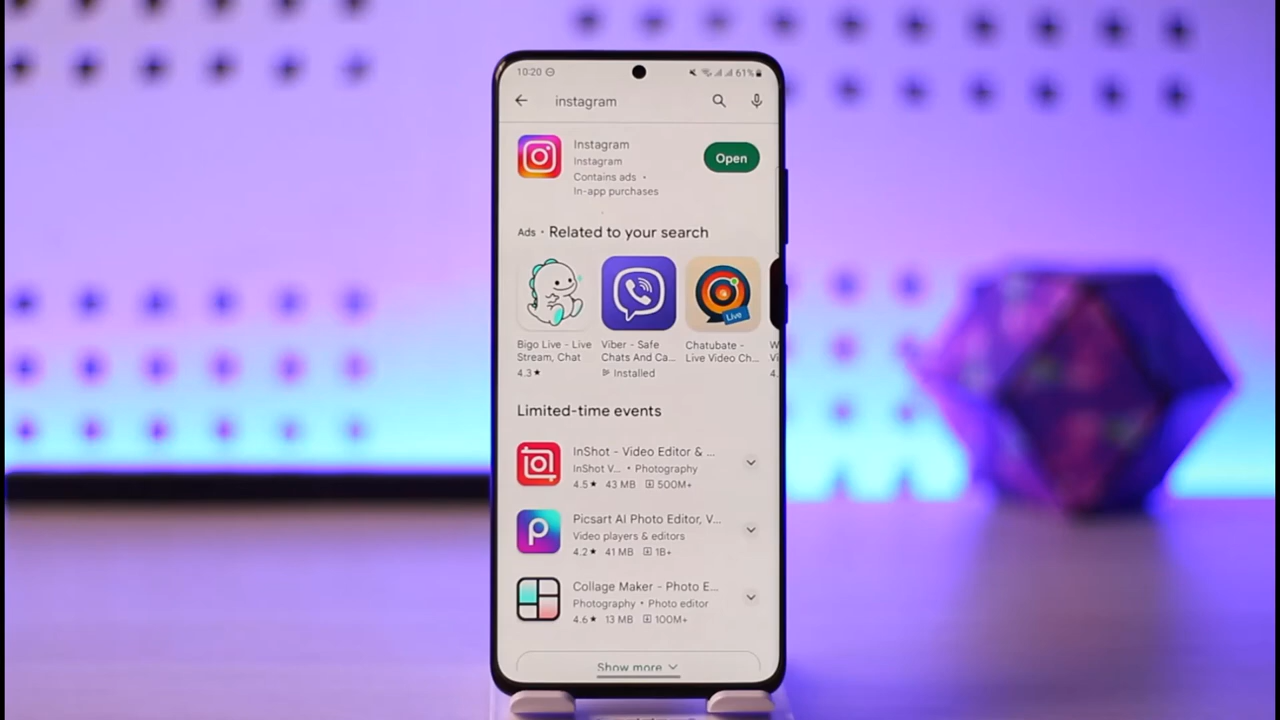 10:20
61%
instagram
Instagram
Instagram
Contains ads •
In-app purchases
Open
Ads • Related to your search
Live
Bigo Live - Live
Stream, Chat
4.3★
Viber - Safe
Chats And Ca...
Installed
Chatubate -
Live Video Ch...
W
Vi
4.
Limited-time events
InShot - Video Editor & ...
InShot V... • Photography
4.5★ 43 MB 500M+
P
Picsart AI Photo Editor, V...
Video players & editors
4.2★ 41 MB 1B+
Collage Maker - Photo E...
Photography • Photo editor
4.6★ 13 MB 100M+
Show more